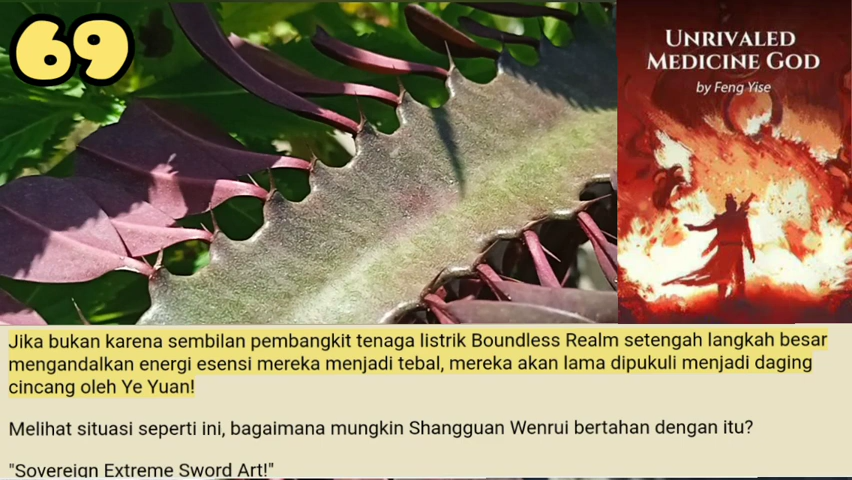 69
UNRIVALED
MEDICINE GOD
by Feng Yise
Jika bukan karena sembilan pembangkit tenaga listrik Boundless Realm setengah langkah besar
mengandalkan energi esensi mereka menjadi tebal, mereka akan lama dipukuli menjadi daging
cincang oleh Ye Yuan!
Melihat situasi seperti ini, bagaimana mungkin Shangguan Wenrui bertahan dengan itu?
"Sovereign Extreme Sword Art!"